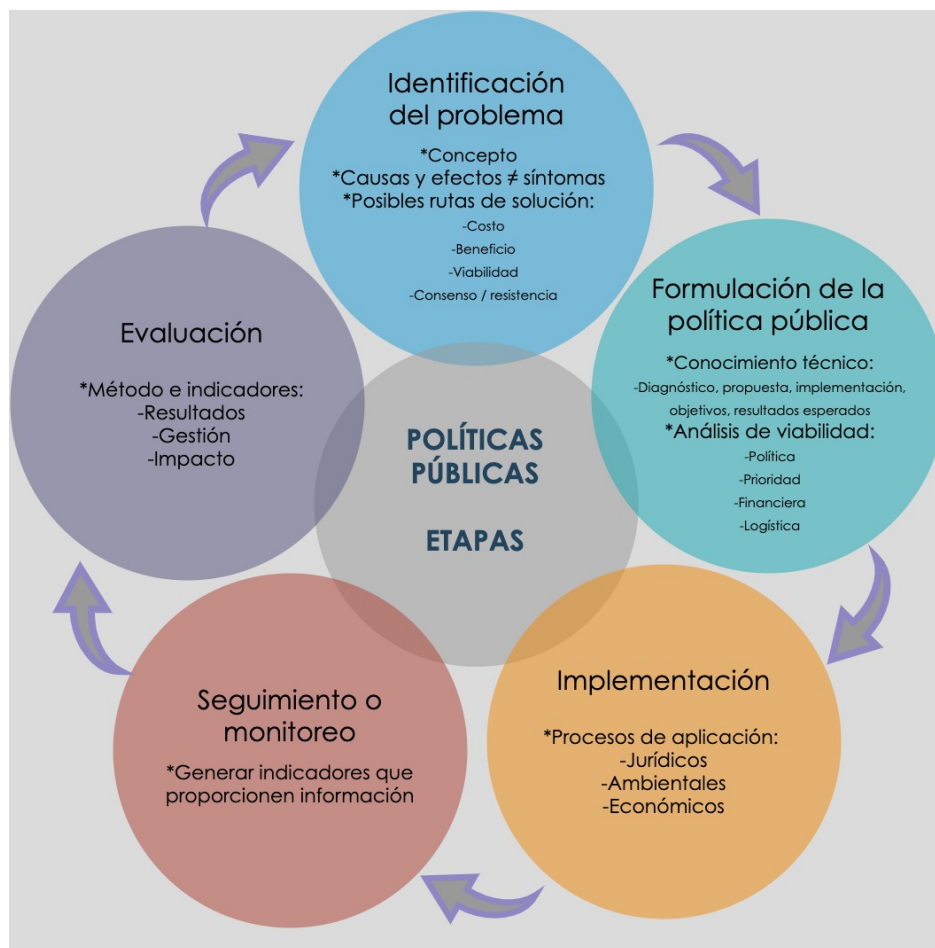 Identificación
del problema
*Concepto
*Causas y efectos ≠ síntomas
*Posibles rutas de solución:
-Costo
-Beneficio
-Viabilidad
-Consenso / resistencia
Formulación de la
política pública
*Conocimiento técnico:
-Diagnóstico, propuesta, implementación,
objetivos, resultados esperados
*Análisis de viabilidad:
-Política
-Prioridad
-Financiera
-Logística
Implementación
*Procesos de aplicación:
-Jurídicos
-Ambientales
-Económicos
Seguimiento o
monitoreo
*Generar indicadores que
proporcionen información
Evaluación
*Método e indicadores:
-Resultados
-Gestión
-Impacto
POLÍTICAS
PÚBLICAS
ETAPAS